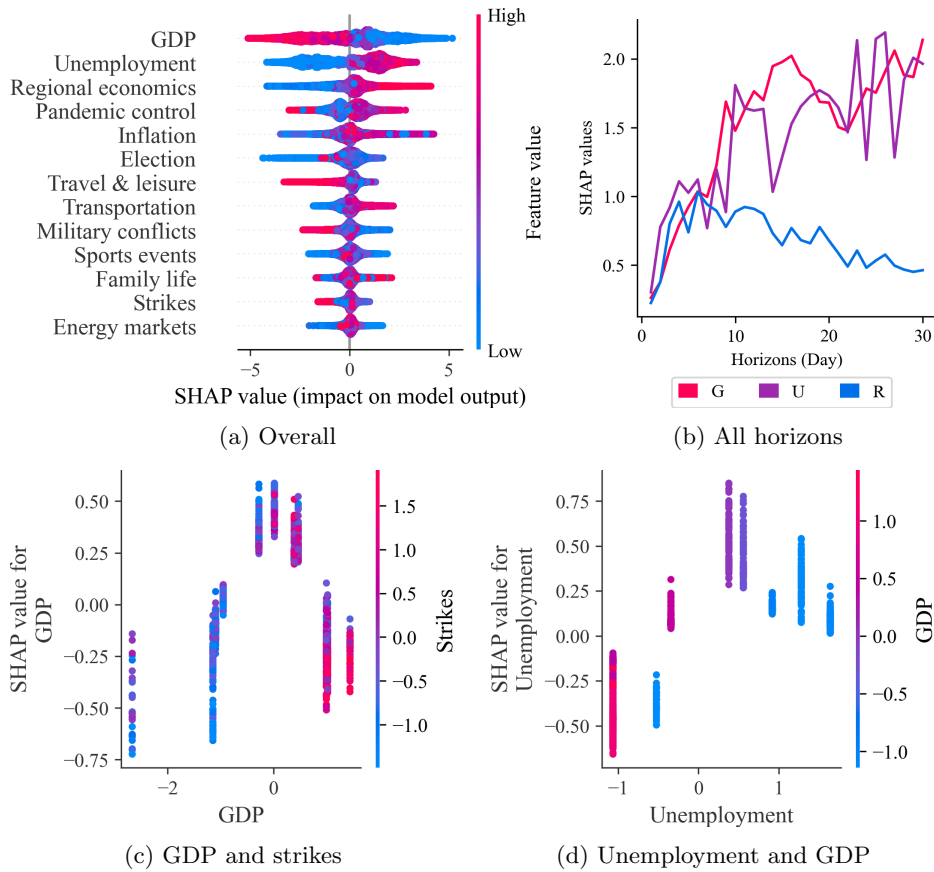 GDP
Unemployment
Regional economics
Pandemic control
Inflation
Election
Travel & leisure
Transportation
Military conflicts
Sports events
Family life
Strikes
Energy markets
−5 0 5
SHAP value (impact on model output)
High
Low
Feature value
(a) Overall
2.0
1.5
1.0
0.5
SHAP values
0 10 20 30
Horizons (Day)
G U R
(b) All horizons
0.50
0.25
0.00
−0.25
−0.50
−0.75
SHAP value for
GDP
−2 0
GDP
1.5
1.0
0.5
0.0
−0.5
−1.0
Strikes
(c) GDP and strikes
0.75
0.50
0.25
0.00
−0.25
−0.50
SHAP value for
Unemployment
−1 0 1
Unemployment
1.0
0.5
0.0
−0.5
−1.0
GDP
(d) Unemployment and GDP